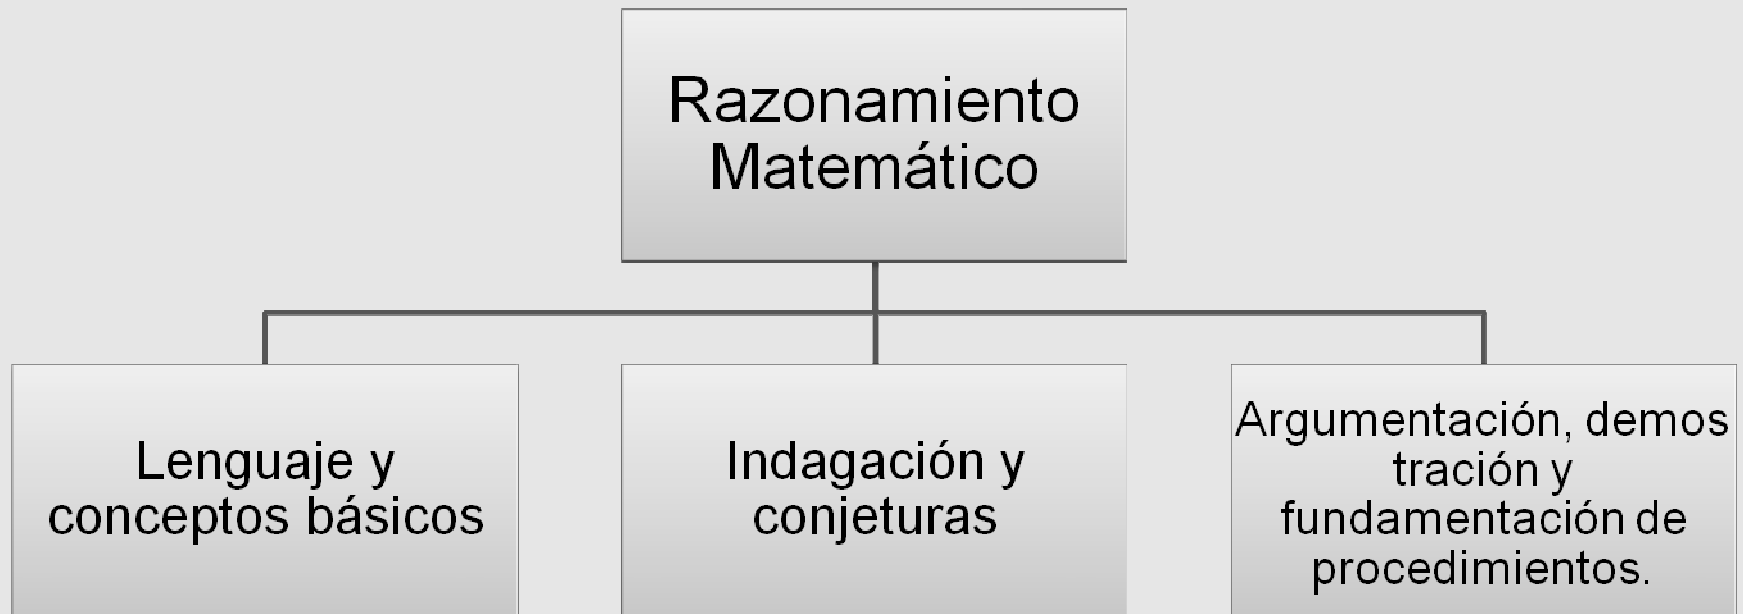 Razonamiento
Matemático
Lenguaje y
conceptos básicos
Indagación y
conjeturas
Argumentación, demos
tración y
fundamentación de
procedimientos.